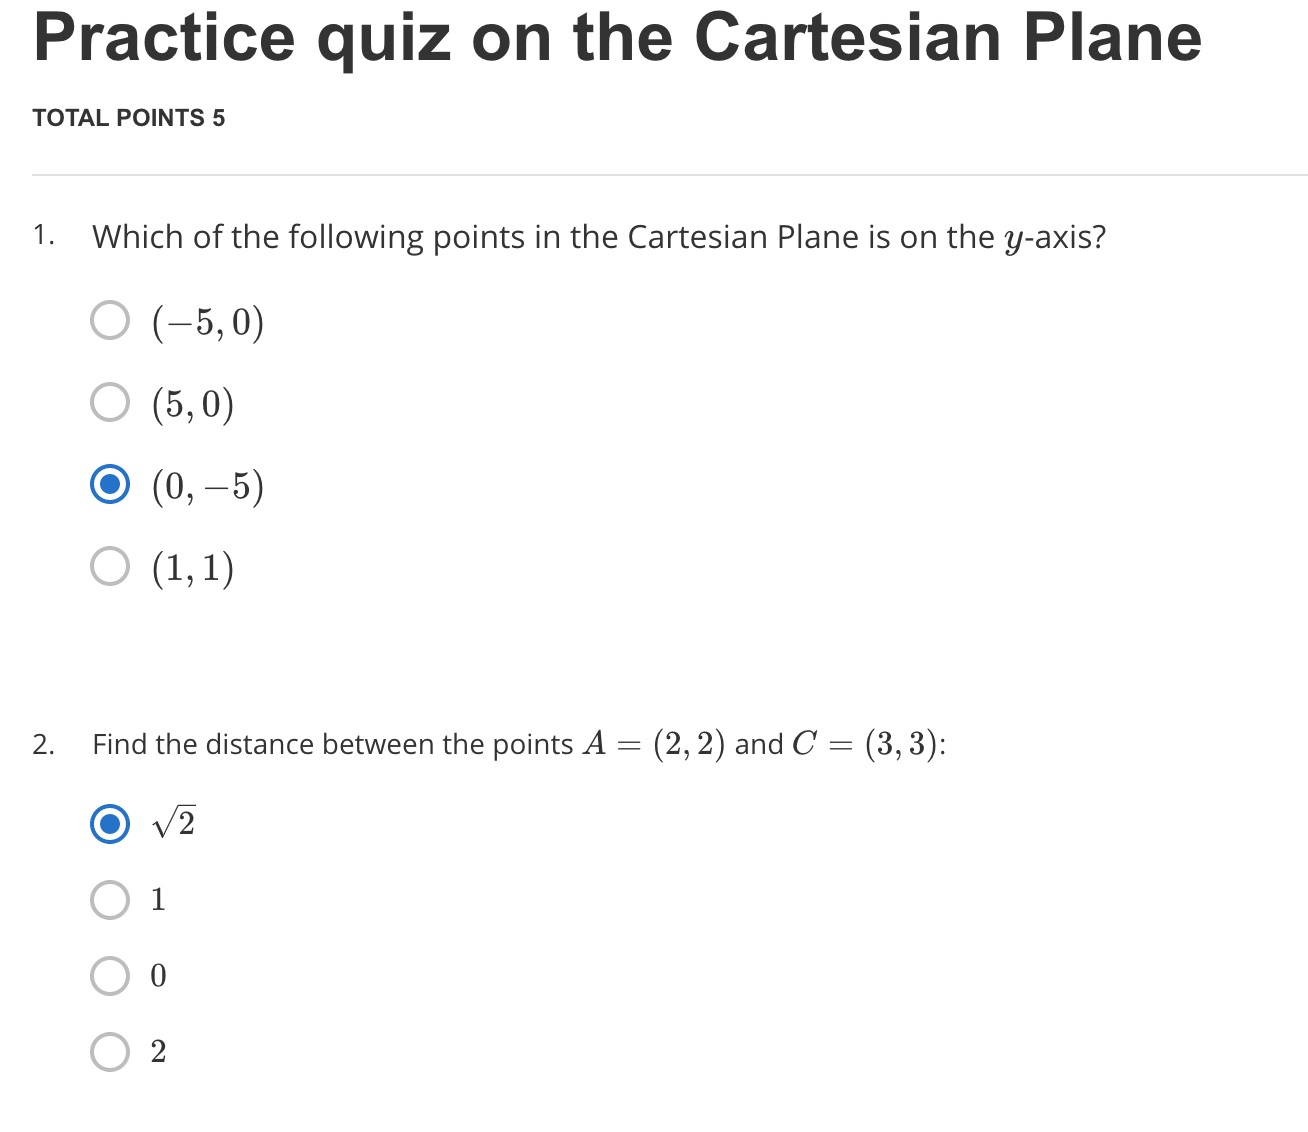 Practice quiz on the Cartesian Plane
TOTAL POINTS 5
1. Which of the following points in the Cartesian Plane is on the y-axis?
(−5, 0)
(5, 0)
(0, −5)
(1, 1)
2. Find the distance between the points A = (2, 2) and C = (3, 3):
√2
1
0
2